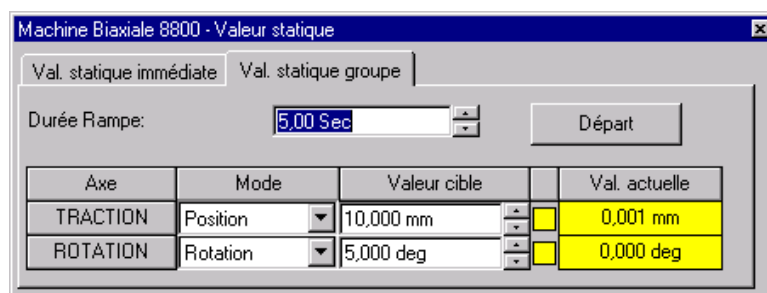 Machine Biaxiale 8800 - Valeur statique
Val. statique immédiate Val. statique groupe
Durée Rampe: 5,00 Sec Départ
Axe Mode Valeur cible Val. actuelle
TRACTION Position 10,000 mm 0,001 mm
ROTATION Rotation 5,000 deg 0,000 deg